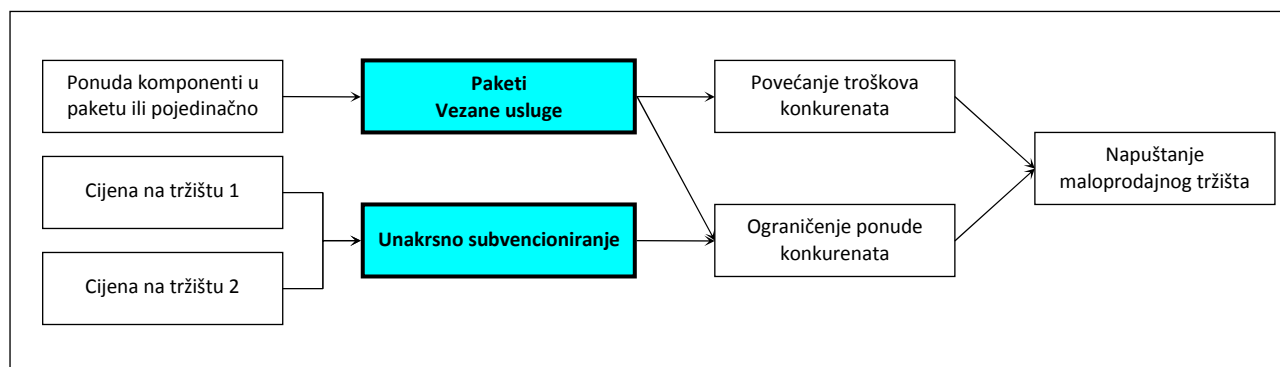 Ponuda komponenti u
paketu ili pojedinačno
Paketi
Vezane usluge
Povećanje troškova
konkurenata
Napuštanje
maloprodajnog tržišta
Cijena na tržištu 1
Unakrsno subvencioniranje
Ograničenje ponude
konkurenata
Cijena na tržištu 2